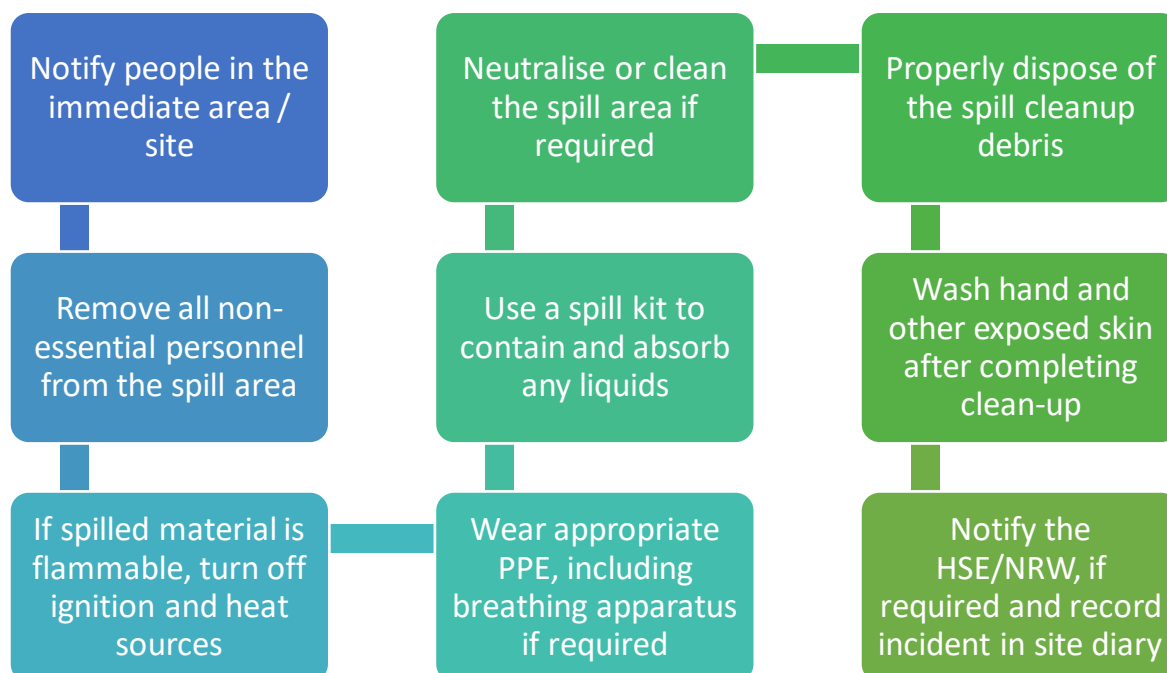 Notify people in the
immediate area /
site
Remove all non-
essential personnel
from the spill area
If spilled material is
flammable, turn off
ignition and heat
sources
Wear appropriate
PPE, including
breathing apparatus
if required
Use a spill kit to
contain and absorb
any liquids
Neutralise or clean
the spill area if
required
Properly dispose of
the spill cleanup
debris
Wash hand and
other exposed skin
after completing
clean-up
Notify the
HSE/NRW, if
required and record
incident in site diary